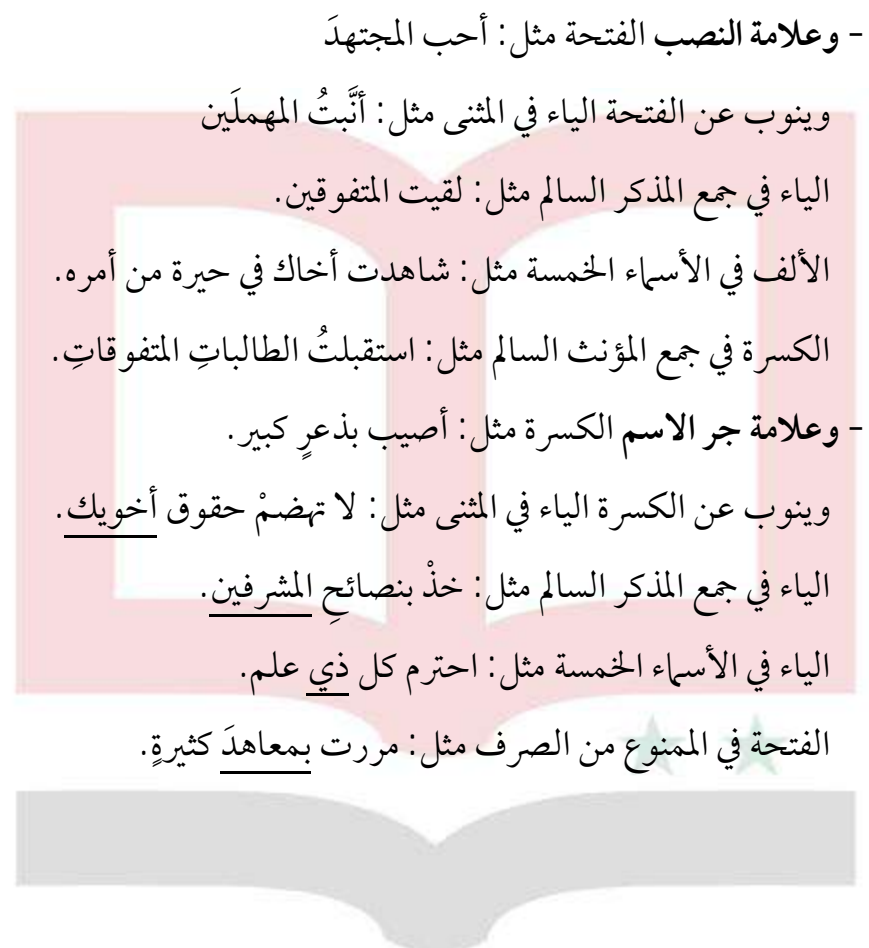 - وعلامة النصب الفتحة مثل: أحب المجتهدَ
وينوب عن الفتحة الياء في المثنى مثل: أنَّبتُ المهملَين
الياء في جمع المذكر السالم مثل: لقيت المتفوقين.
الألف في الأسماء الخمسة مثل: شاهدت أخاك في حيرة من أمره.
الكسرة في جمع المؤنث السالم مثل: استقبلتُ الطالباتِ المتفوقاتِ.
- وعلامة جر الاسم الكسرة مثل: أصيب بذعرٍ كبير.
وينوب عن الكسرة الياء في المثنى مثل: لا تهضمْ حقوق أخويك.
الياء في جمع المذكر السالم مثل: خذْ بنصائحِ المشرفين.
الياء في الأسماء الخمسة مثل: احترم كل ذي علم.
الفتحة في الممنوع من الصرف مثل: مررت بمعاهدَ كثيرةٍ.